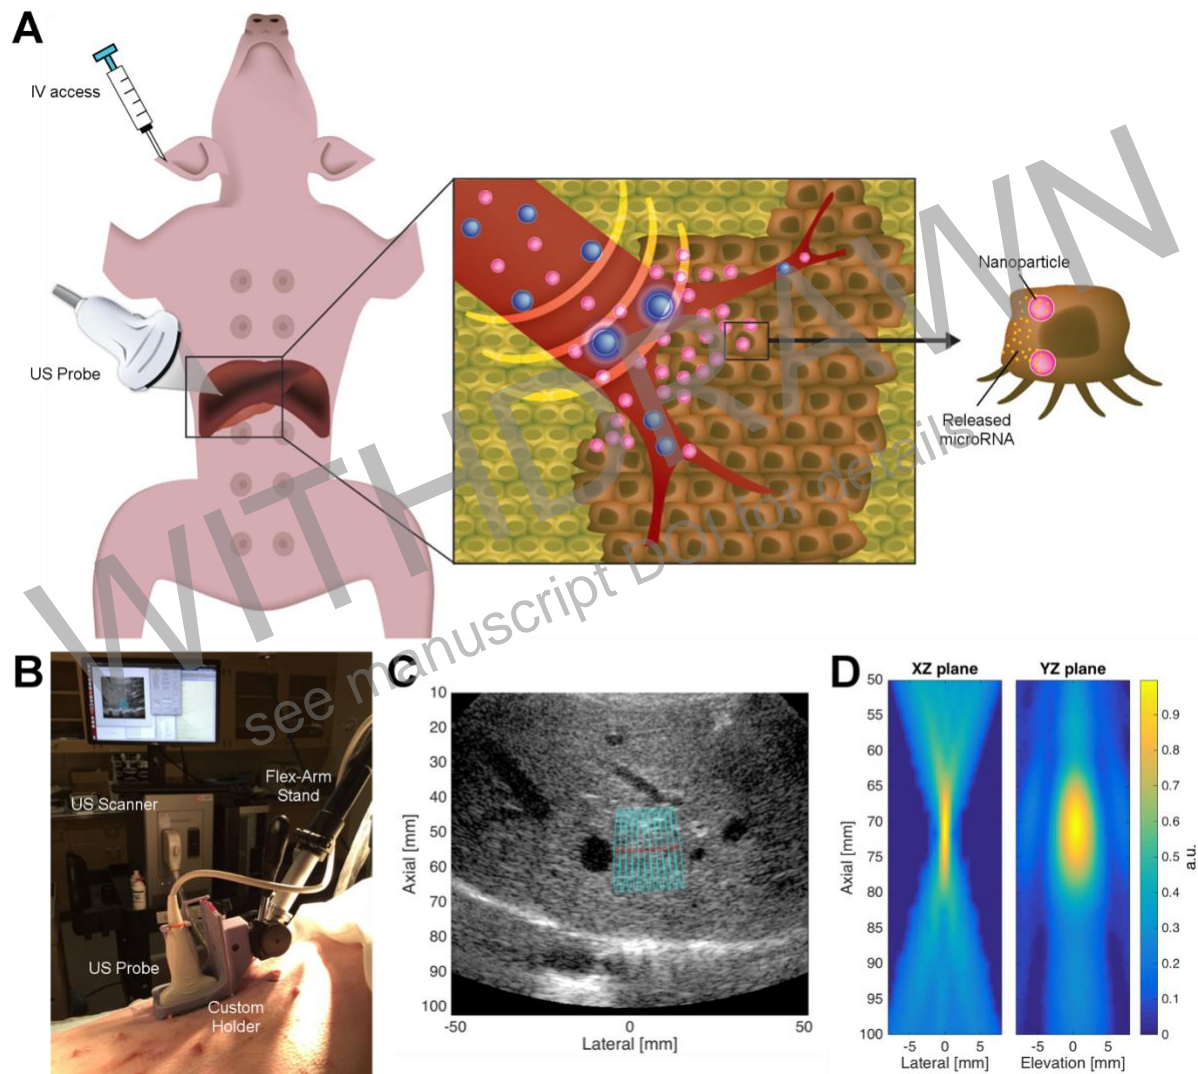 A
IV access
US Probe
Nanoparticle
Released
microRNA
WITHDRAWN
see manuscript DOI for details
B
US Scanner
Flex-Arm
Stand
US Probe
Custom
Holder
C
10
20
30
40
50
60
70
80
90
100
Axial [mm]
-50
0
50
Lateral [mm]
D
XZ plane
YZ plane
50
55
60
65
70
75
80
85
90
95
100
Axial [mm]
-5
0
5
Lateral [mm]
-5
0
5
Elevation [mm]
0.9
0.8
0.7
0.6
0.5
0.4
0.3
0.2
0.1
0
a.u.